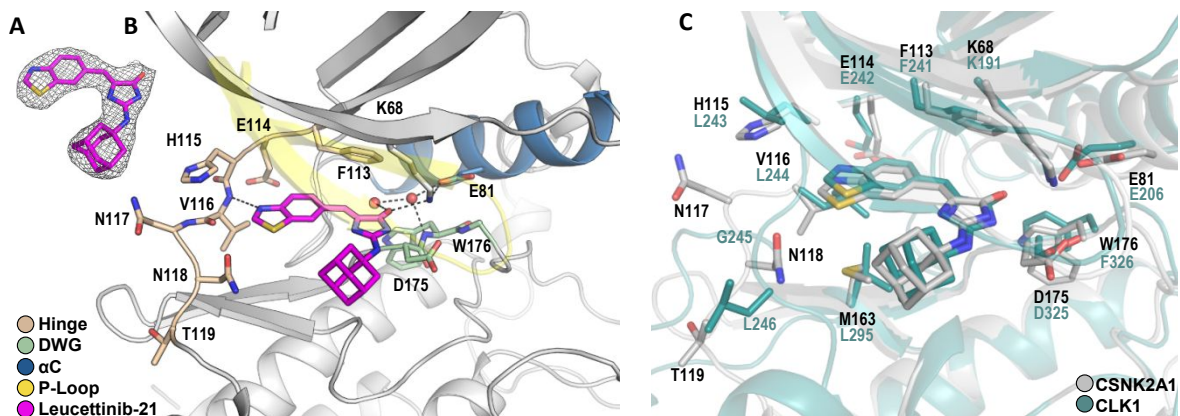 A
B
K68
E114
H115
F113
E81
V116
N117
W176
N118
D175
T119
Hinge
DWG
αC
P-Loop
Leucettinib-21
C
F113
F241
K68
K191
E114
E242
H115
L243
V116
L244
E81
E206
N117
G245
N118
W176
F326
D175
D325
L246
M163
L295
T119
CSNK2A1
CLK1